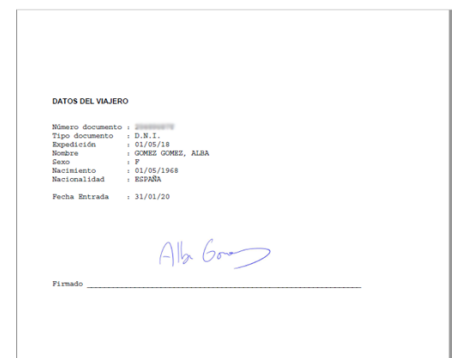 DATOS DEL VIAJERO
Número documento :
Tipo documento : D.N.I.
Expedición : 01/05/18
Nombre : GOMEZ GOMEZ, ALBA
Sexo : F
Nacimiento : 01/05/1968
Nacionalidad : ESPAÑA
Fecha Entrada : 31/01/20
Alba
Firmado